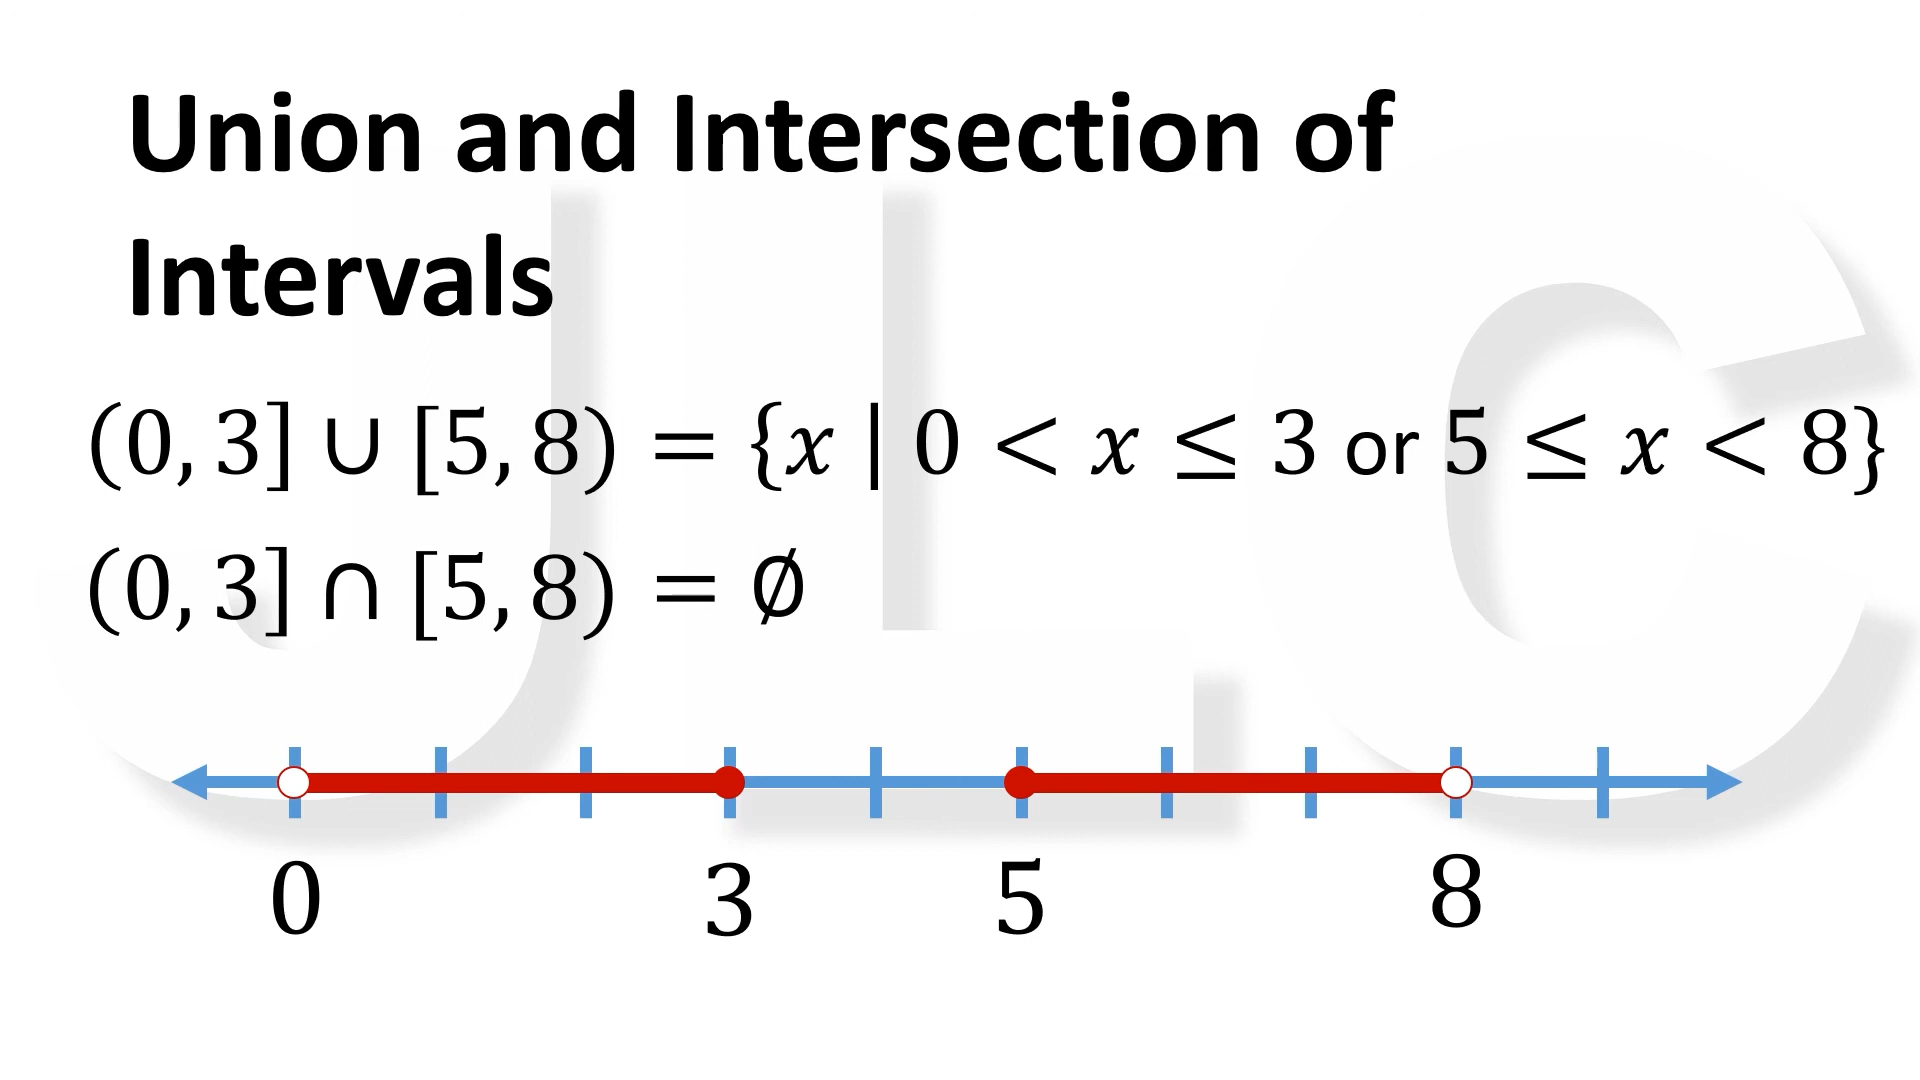 Union and Intersection of
Intervals
(0, 3] ∪ [5, 8) = {x | 0 < x ≤ 3 or 5 ≤ x < 8}
(0, 3] ∩ [5, 8) = ∅
0 3 5 8
JLC